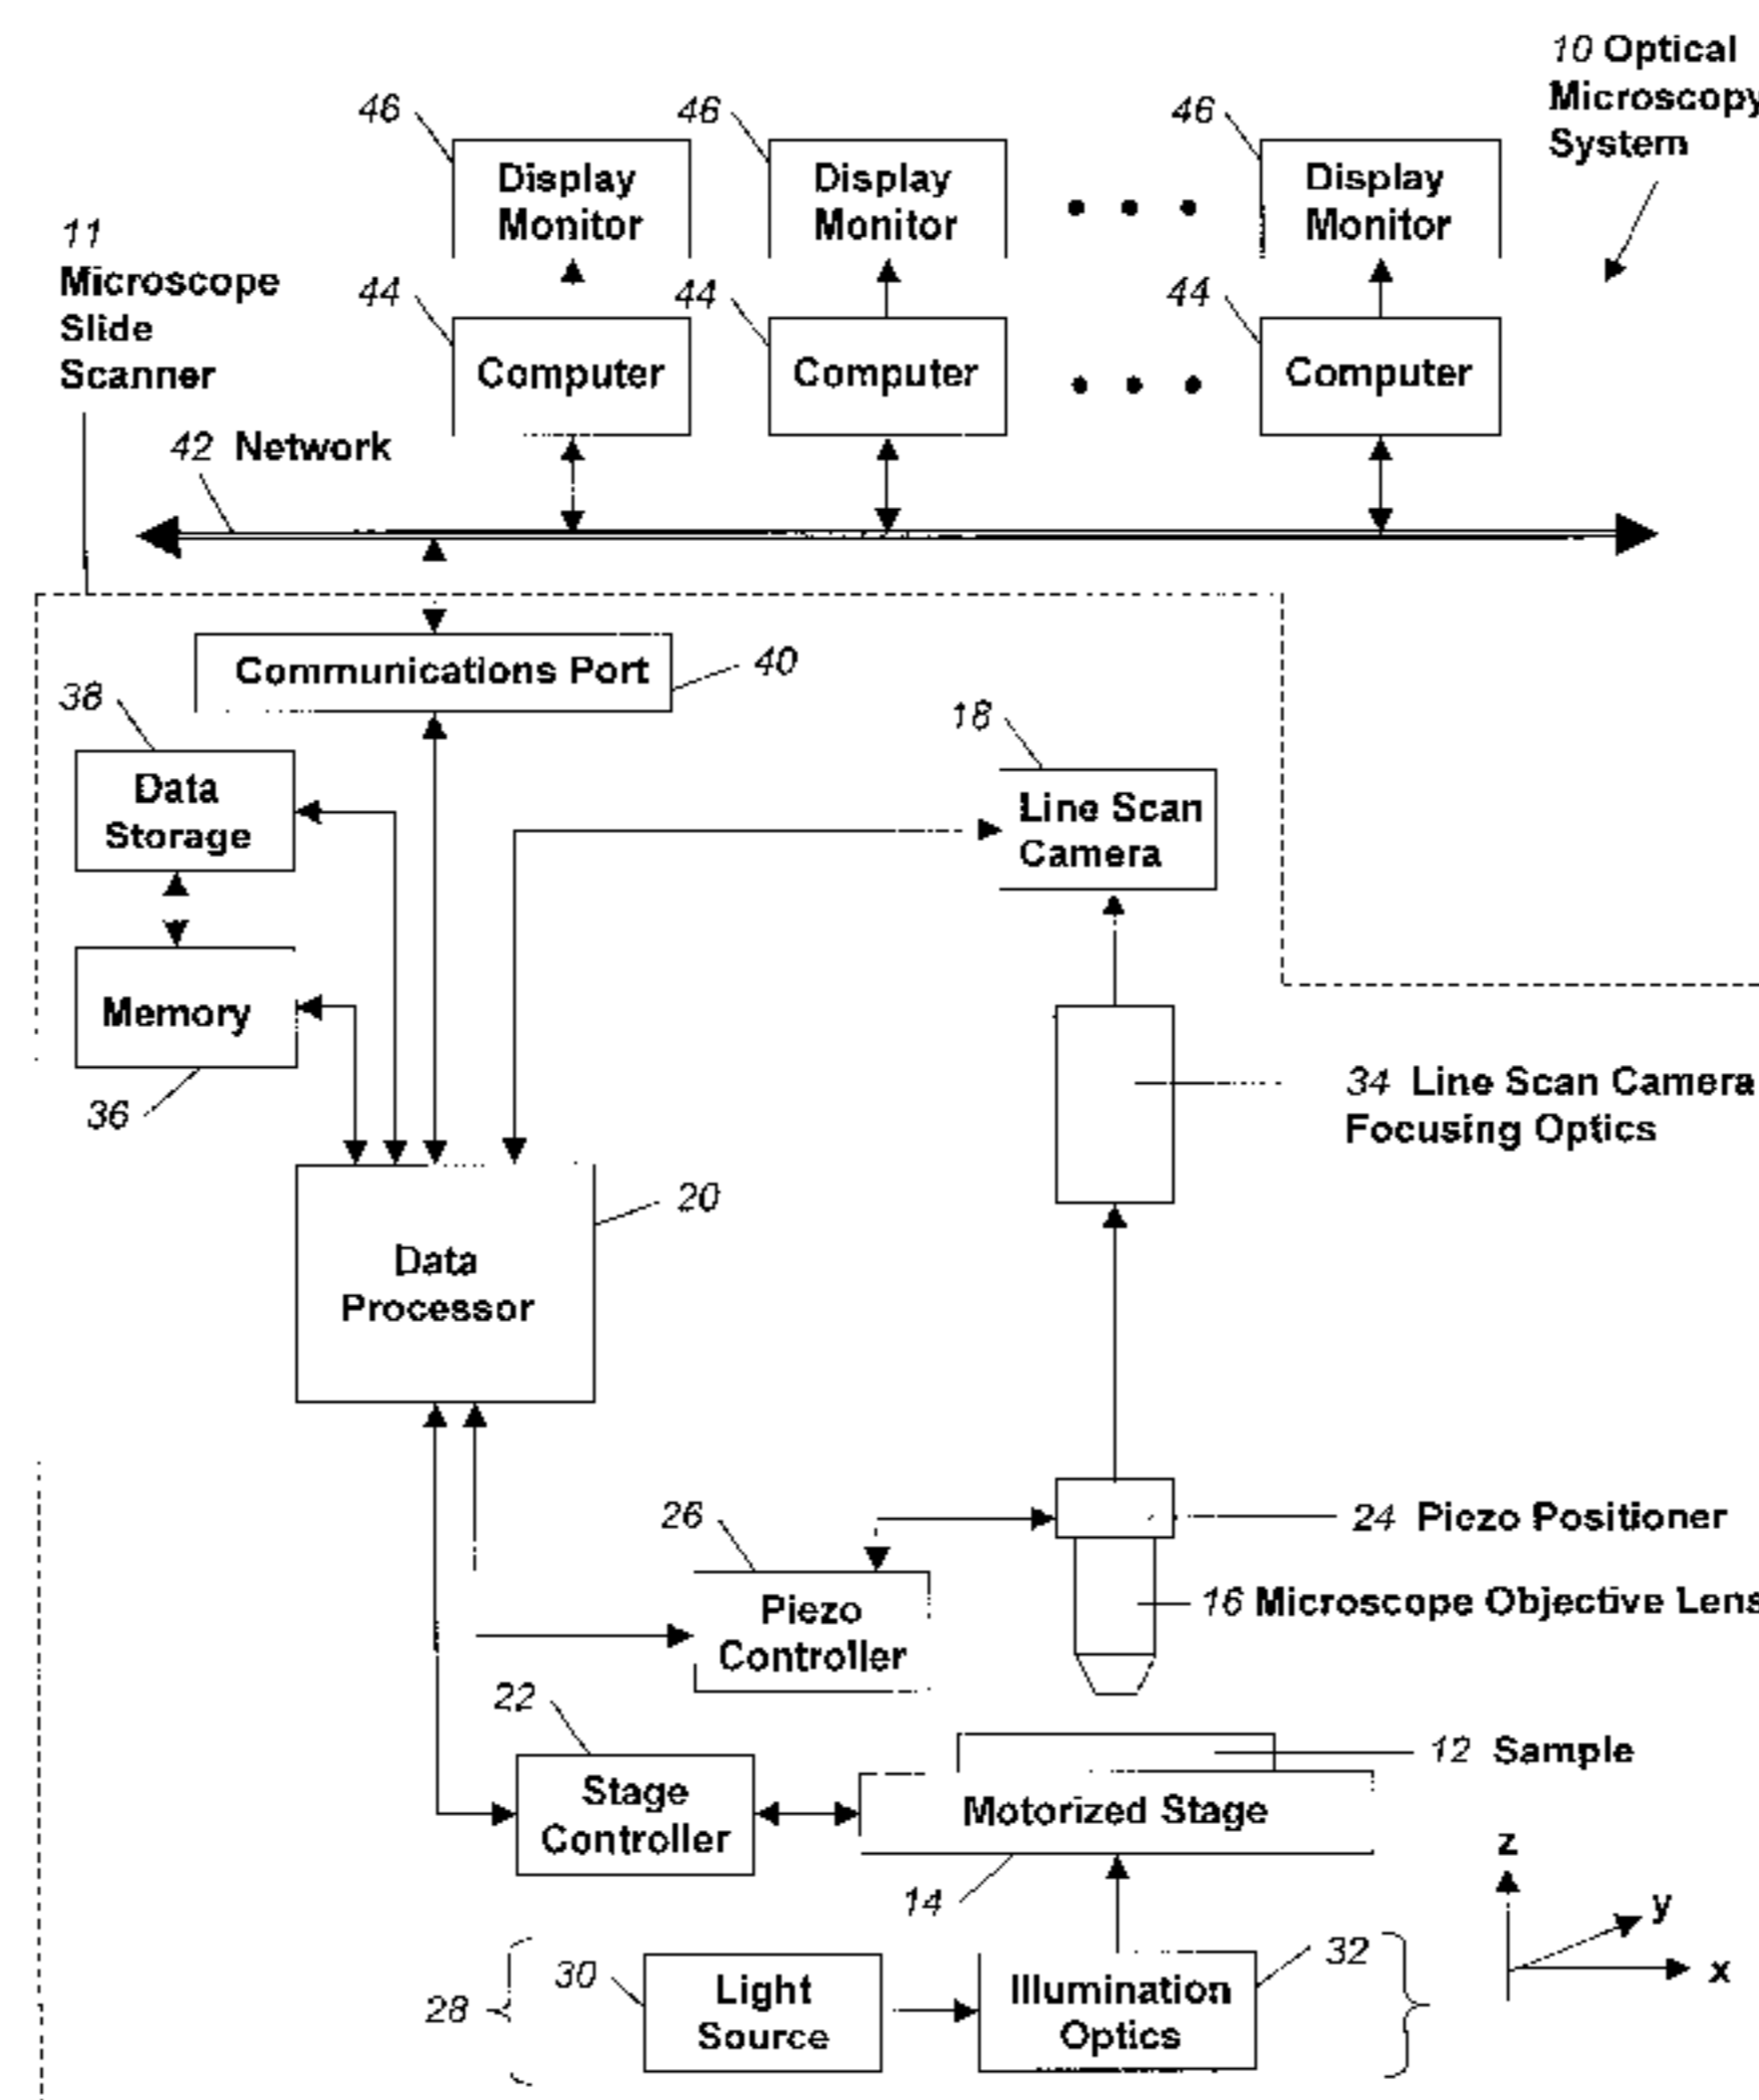 10 Optical
Microscopy
System
46
46
46
Display
Monitor
Display
Monitor
• • •
Display
Monitor
11
Microscope
Slide
Scanner
44
44
44
Computer
Computer
• • •
Computer
42 Network
Communications Port
40
38
Data
Storage
18
Line Scan
Camera
Memory
36
34 Line Scan Camera
Focusing Optics
20
Data
Processor
26
24 Piezo Positioner
Piezo
Controller
16 Microscope Objective Lens
22
Stage
Controller
12 Sample
Motorized Stage
14
z
y
x
28
30
Light
Source
Illumination
Optics
32